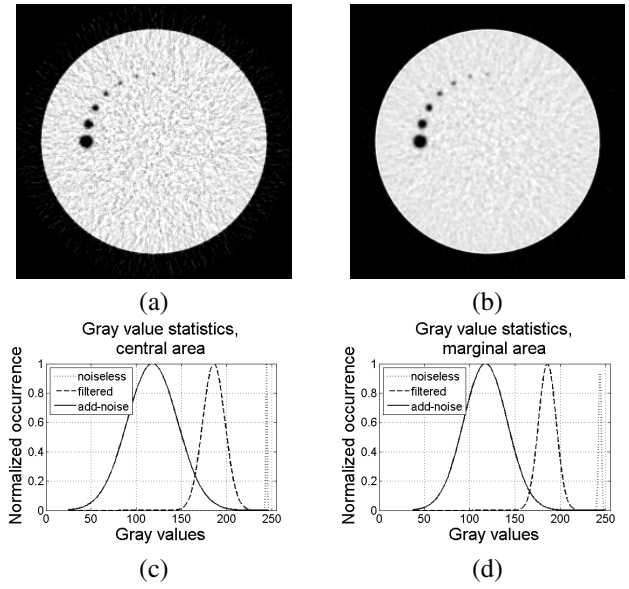 (a)
(b)
Gray value statistics,
central area
Normalized occurrence
1
0.8
0.6
0.4
0.2
0
noiseless
filtered
add-noise
0 50 100 150 200 250
Gray values
(c)
Gray value statistics,
marginal area
Normalized occurrence
1
0.8
0.6
0.4
0.2
0
noiseless
filtered
add-noise
0 50 100 150 200 250
Gray values
(d)